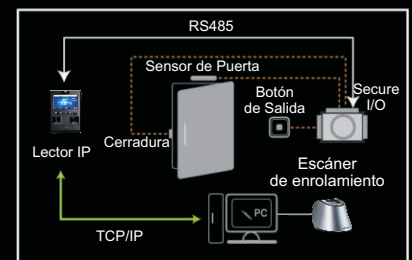 RS485
Sensor de Puerta
Botón
de Salida
Secure
I/O
Lector IP
Cerradura
Escáner
de enrolamiento
PC
TCP/IP